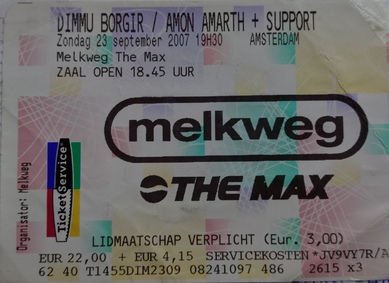 DIMMU BORGIR / AMON AMARTH + SUPPORT
Zondag 23 september 2007 19H30 AMSTERDAM
Melkweg The Max
ZAAL OPEN 18.45 UUR
melkweg
THE MAX
TicketService
Organisator: Melkweg
LIDMAATSCHAP VERPLICHT (Eur. 3,00)
EUR 22,00 + EUR 4,15 SERVICEKOSTEN *JV9VY7R/A
62 40 T1455DIM2309 08241097 486 2615 x3